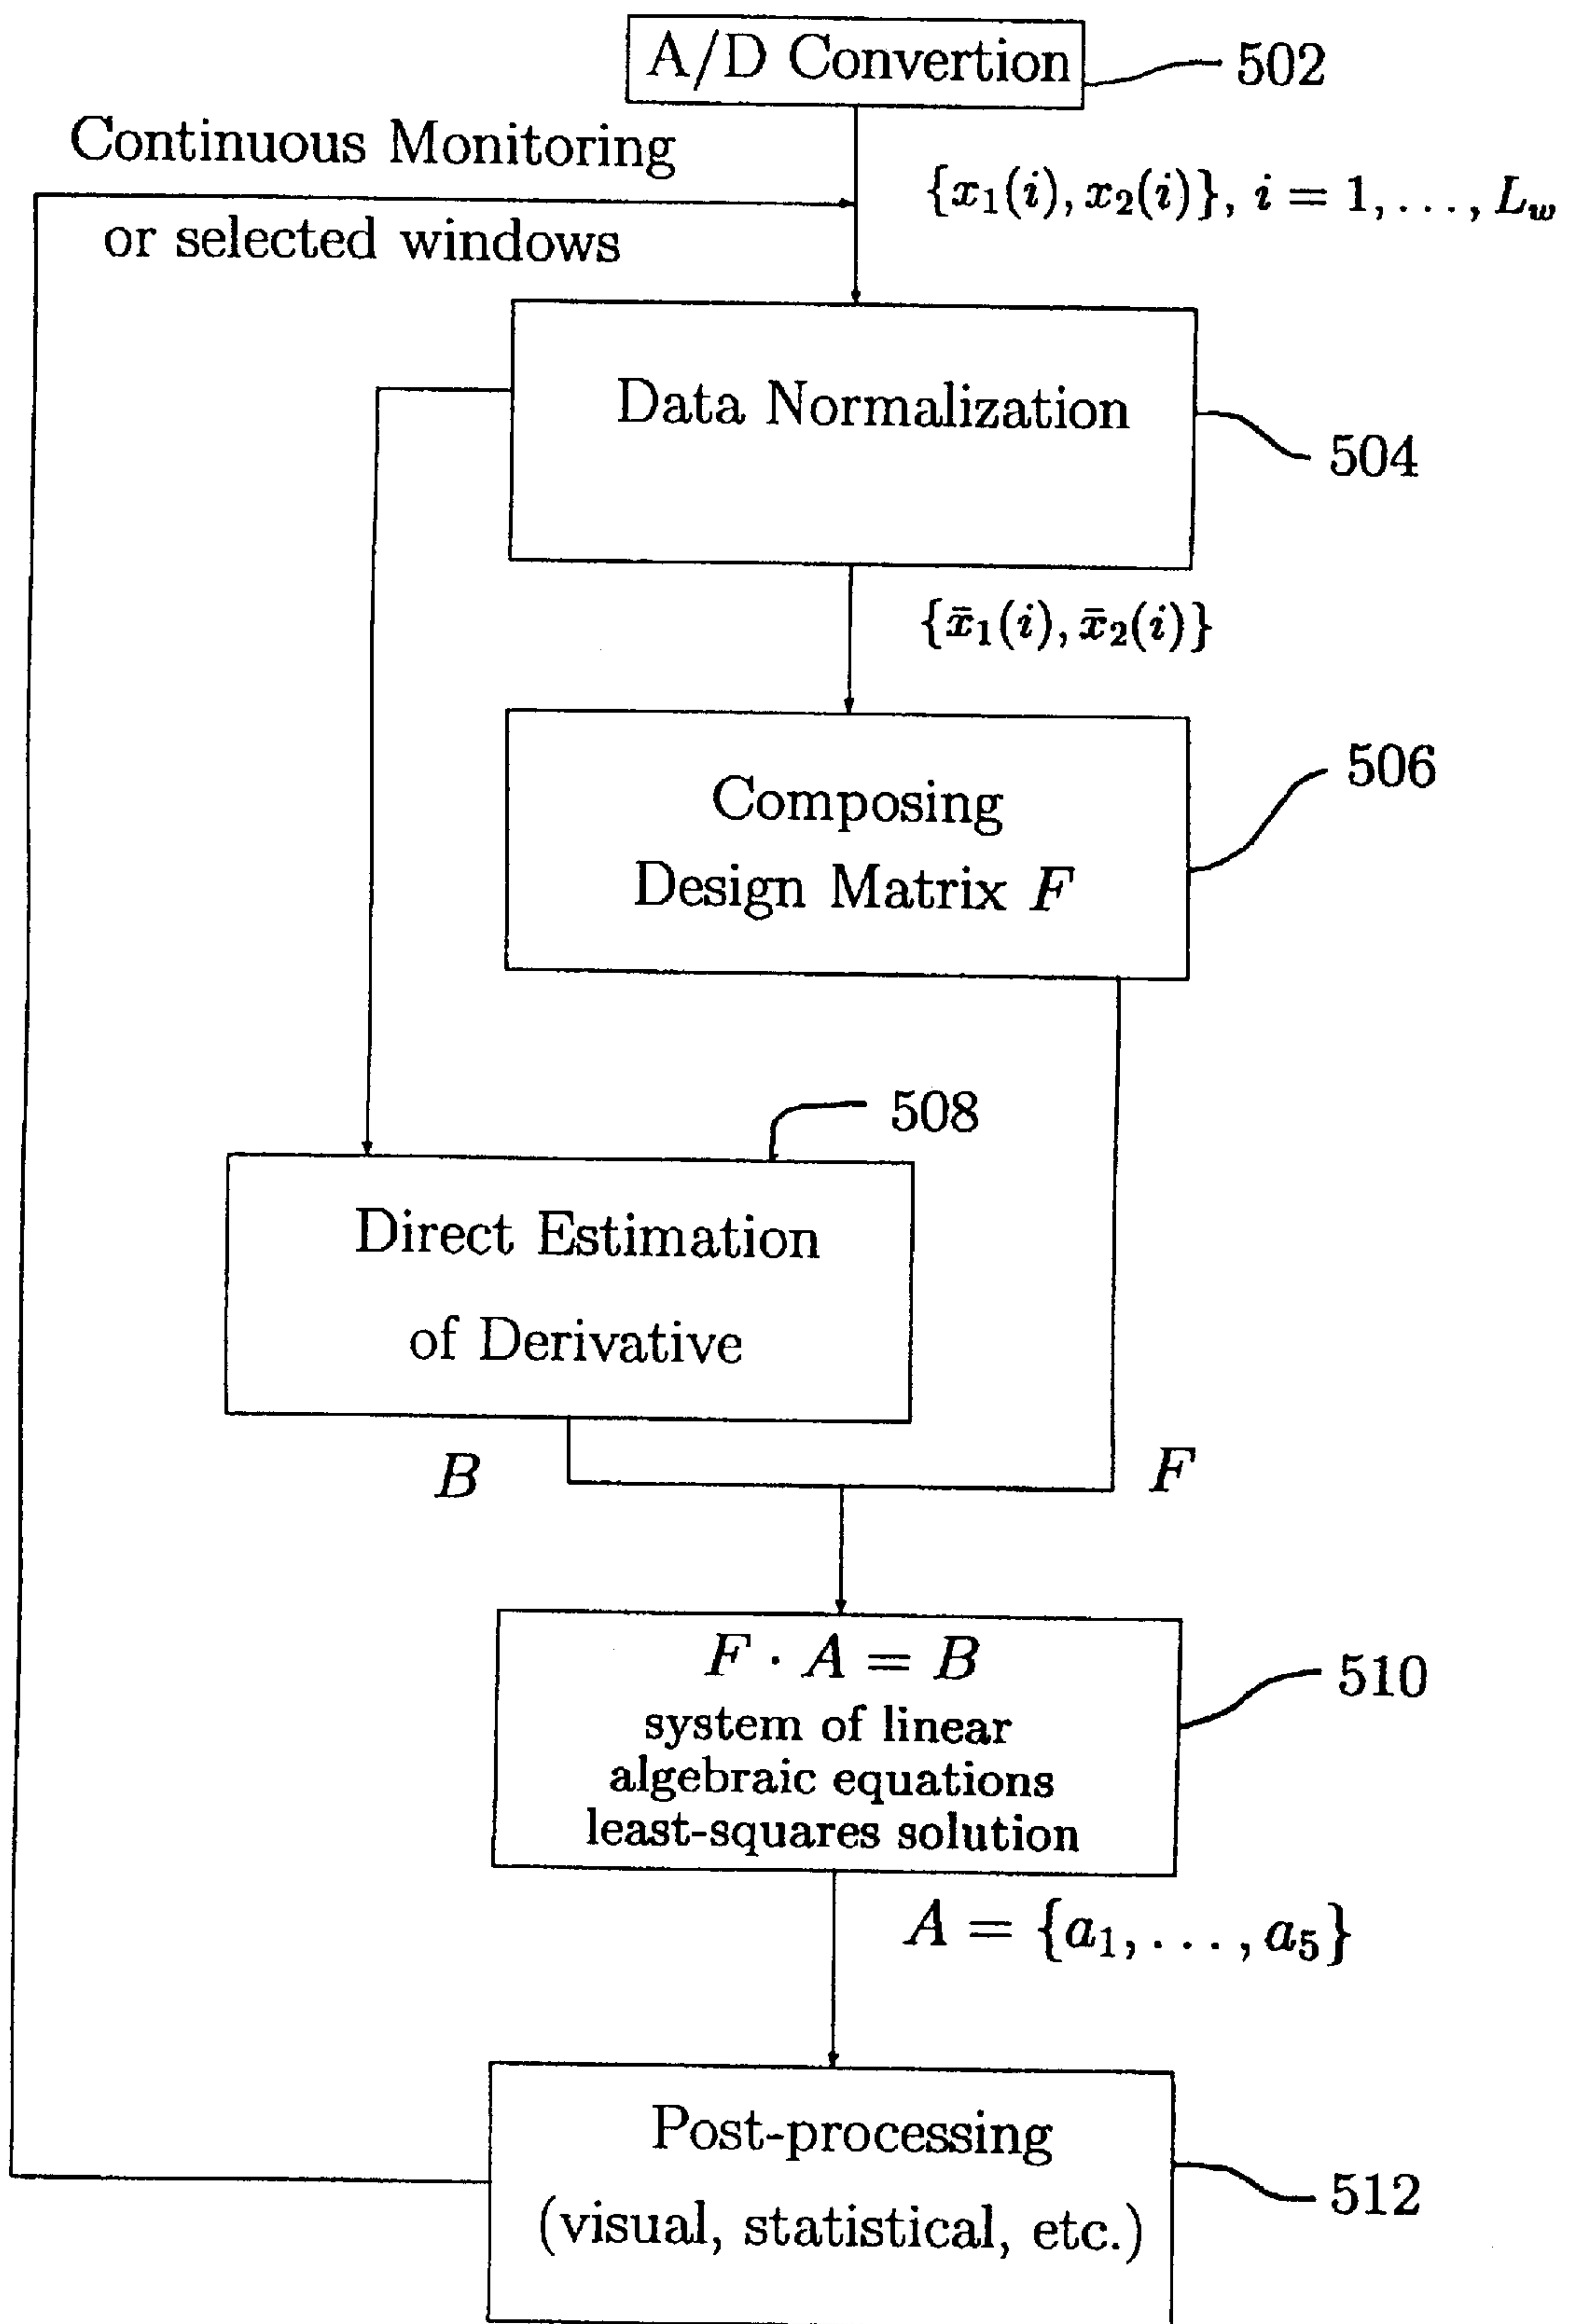 A/D Convertion
502
Continuous Monitoring
or selected windows
{x₁(i), x₂(i)}, i = 1, . . . , L_w
Data Normalization
504
{x̄₁(i), x̄₂(i)}
Composing
Design Matrix F
506
508
Direct Estimation
of Derivative
B
F
F · A = B
system of linear
algebraic equations
least-squares solution
510
A = {a₁, . . . , a₅}
Post-processing
(visual, statistical, etc.)
512